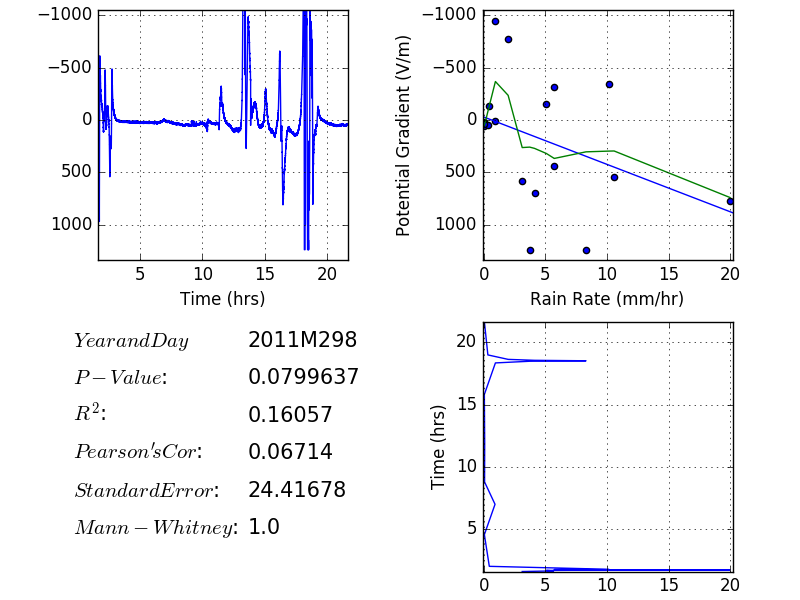 −1000
−500
0
500
1000
5 10 15 20
Time (hrs)
−1000
−500
0
500
1000
Potential Gradient (V/m)
0 5 10 15 20
Rain Rate (mm/hr)
YearandDay 2011M298
P−Value: 0.0799637
R²: 0.16057
Pearson'sCor: 0.06714
StandardError: 24.41678
Mann−Whitney: 1.0
20
15
10
5
Time (hrs)
0 5 10 15 20